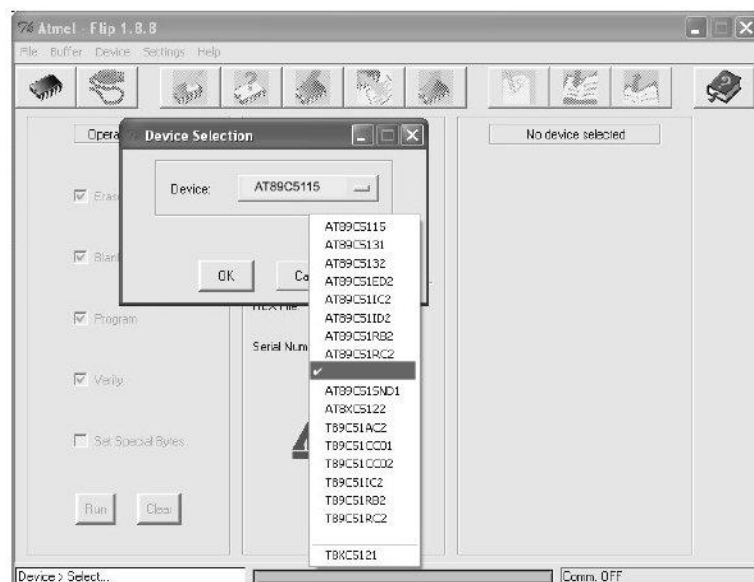 Atmel - Flip 1.8.8
File Buffer Device Settings Help
Device Selection
Device:
AT89C5115
OK
No device selected
AT89C5115
AT89C5131
AT89C5132
AT89C51ED2
AT89C51IC2
AT89C51ID2
AT89C51RB2
AT89C51RC2
AT89C51SND1
AT8XC5122
T89C51AC2
T89C51CC01
T89C51CC02
T89C51IC2
T89C51RB2
T89C51RC2
T8XC5121
Program
Verify
Set Special Bytes
Run Clear
HEX File:
Device > Select...
Comm. OFF